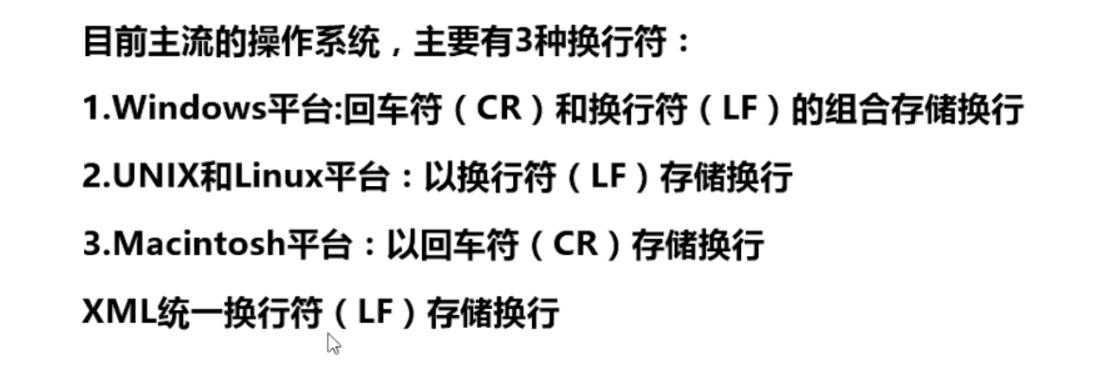 目前主流的操作系统，主要有3种换行符：
1.Windows平台:回车符（CR）和换行符（LF）的组合存储换行
2.UNIX和Linux平台：以换行符（LF）存储换行
3.Macintosh平台：以回车符（CR）存储换行
XML统一换行符（LF）存储换行